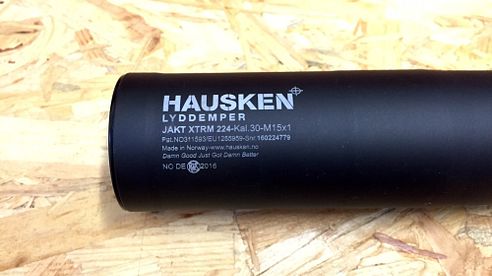 HAUSKEN
LYDDEMPER
JAKT XTRM 224-Kal.30-M15x1
Pat.NO311593/EU1255959-Snr.160224779
Made in Norway-www.hausken.no
Damn Good Just Got Damn Better
NO DE 2016